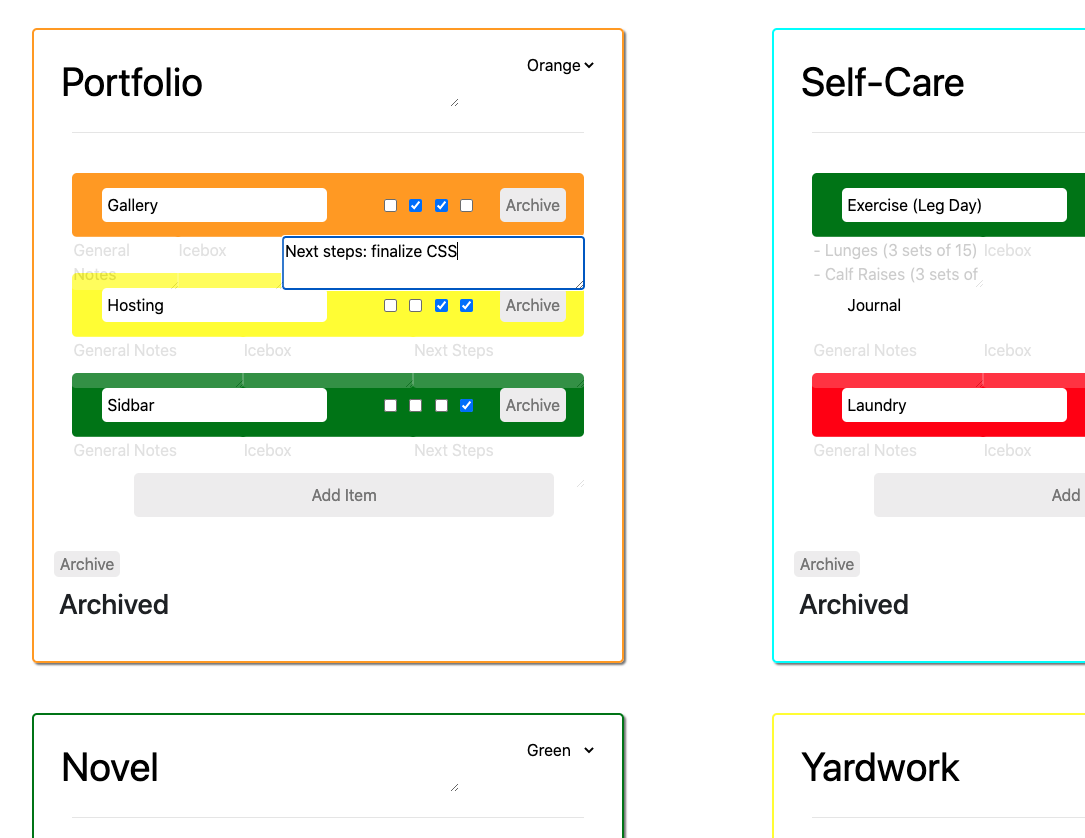 Portfolio
Orange
Gallery
Archive
General
Notes
Icebox
Next steps: finalize CSS
Hosting
Archive
General Notes
Icebox
Next Steps
Sidbar
Archive
General Notes
Icebox
Next Steps
Add Item
Archive
Archived
Self-Care
Exercise (Leg Day)
- Lunges (3 sets of 15)
- Calf Raises (3 sets of
Icebox
Journal
General Notes
Icebox
Laundry
General Notes
Icebox
Add
Archive
Archived
Novel
Green
Yardwork